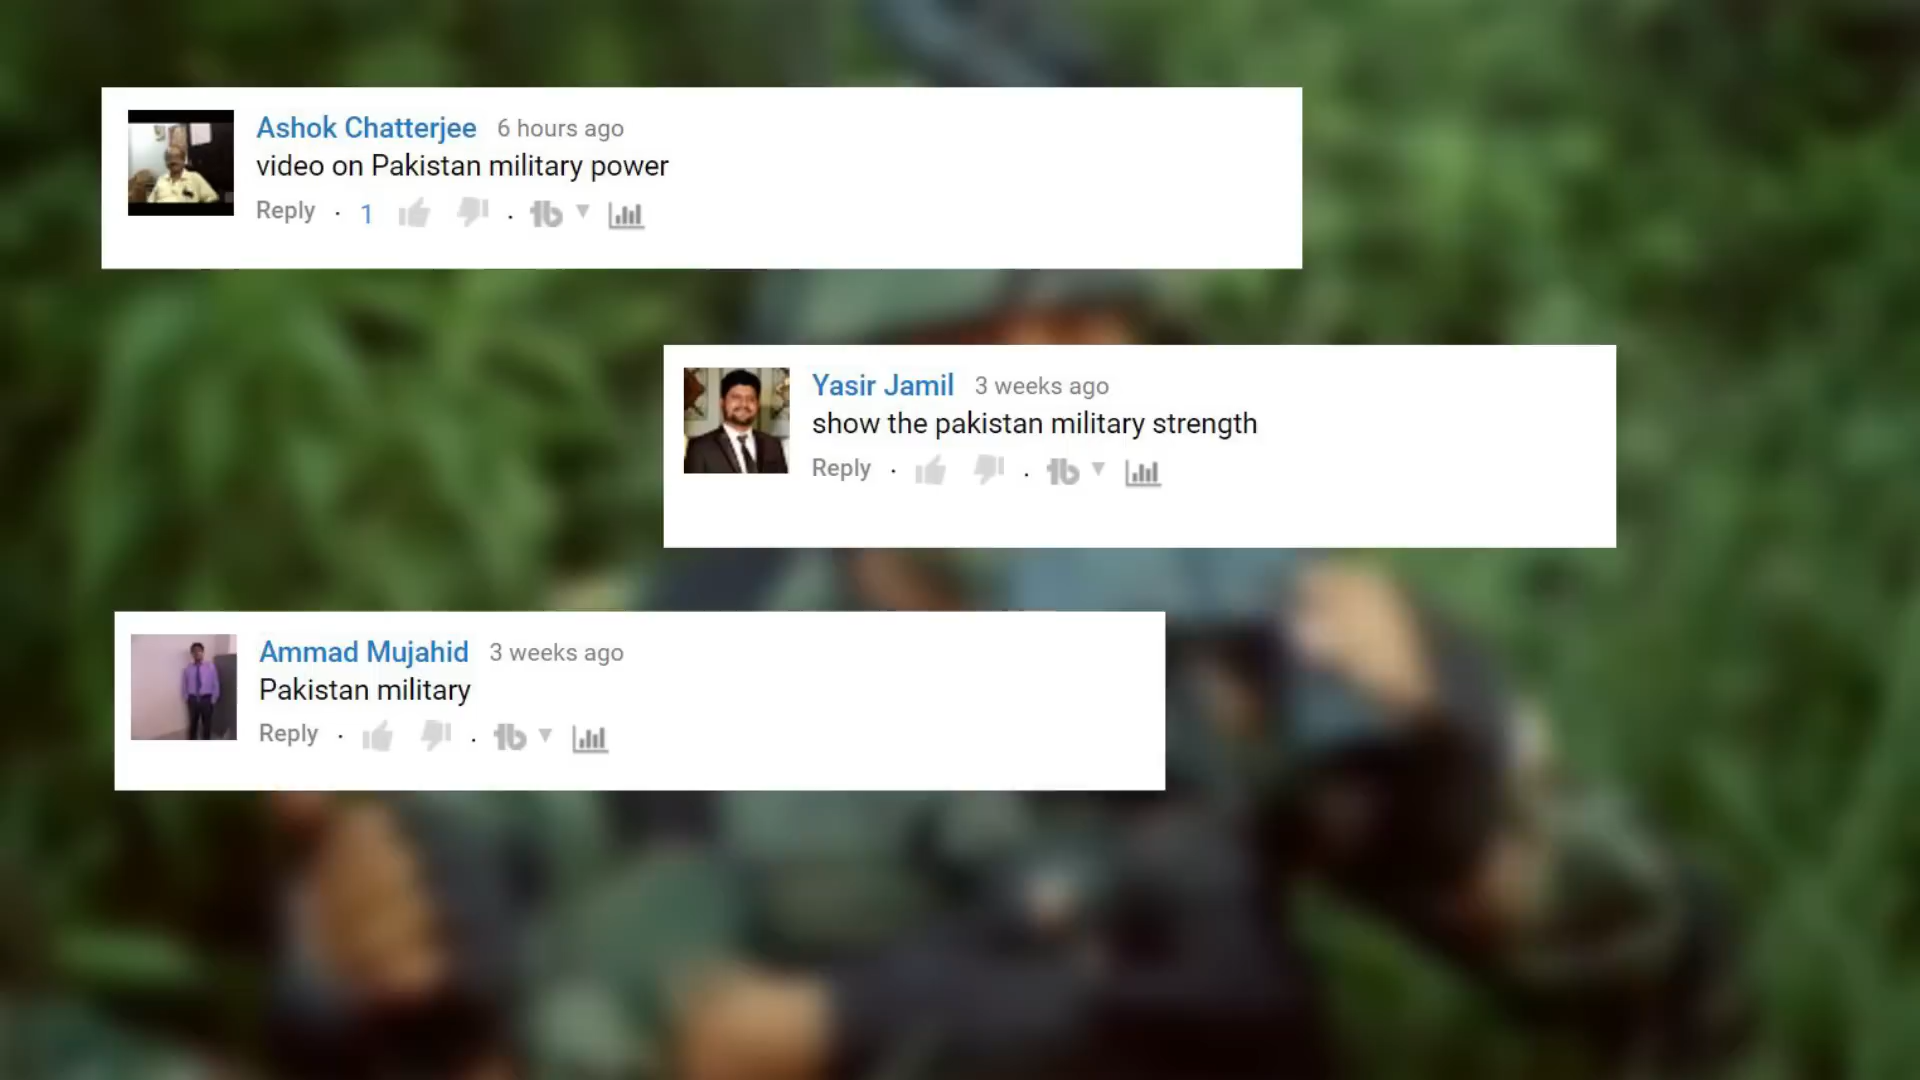 Ashok Chatterjee 6 hours ago
video on Pakistan military power
Reply · 1 ·
Yasir Jamil 3 weeks ago
show the pakistan military strength
Reply · ·
Ammad Mujahid 3 weeks ago
Pakistan military
Reply · ·